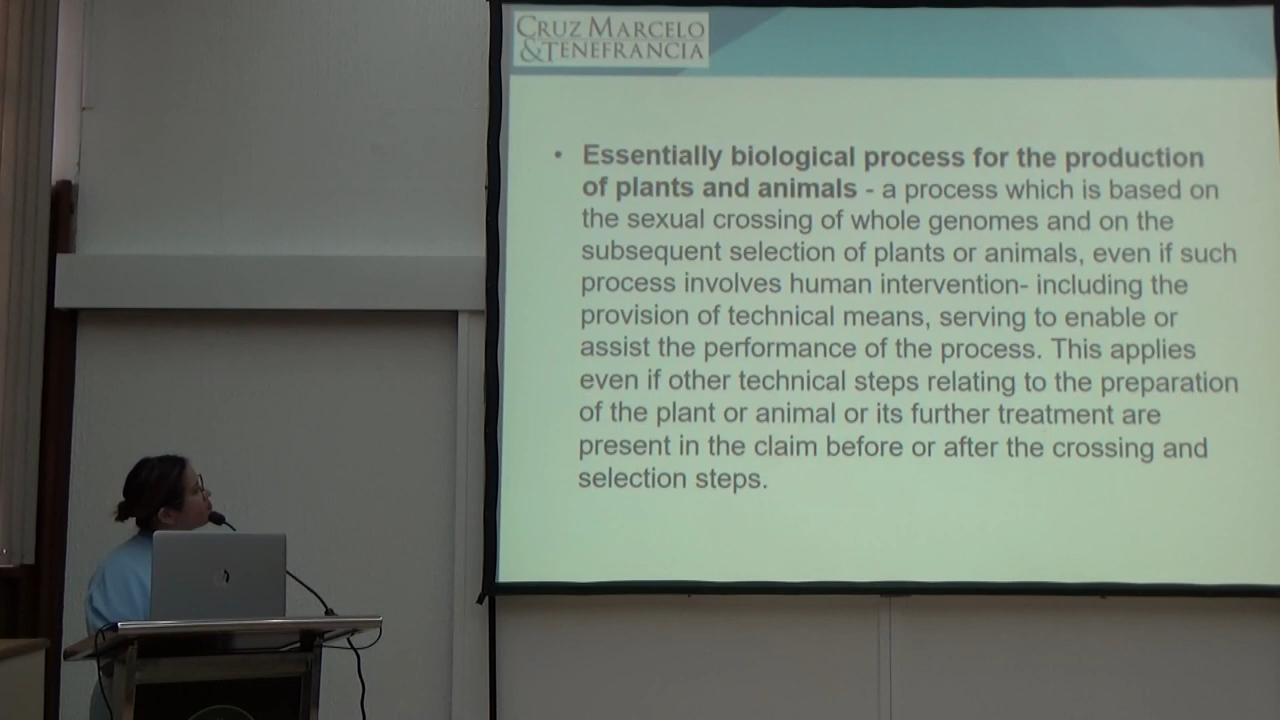 CRUZ MARCELO
& TENEFRANCIA
• Essentially biological process for the production
of plants and animals - a process which is based on
the sexual crossing of whole genomes and on the
subsequent selection of plants or animals, even if such
process involves human intervention- including the
provision of technical means, serving to enable or
assist the performance of the process. This applies
even if other technical steps relating to the preparation
of the plant or animal or its further treatment are
present in the claim before or after the crossing and
selection steps.